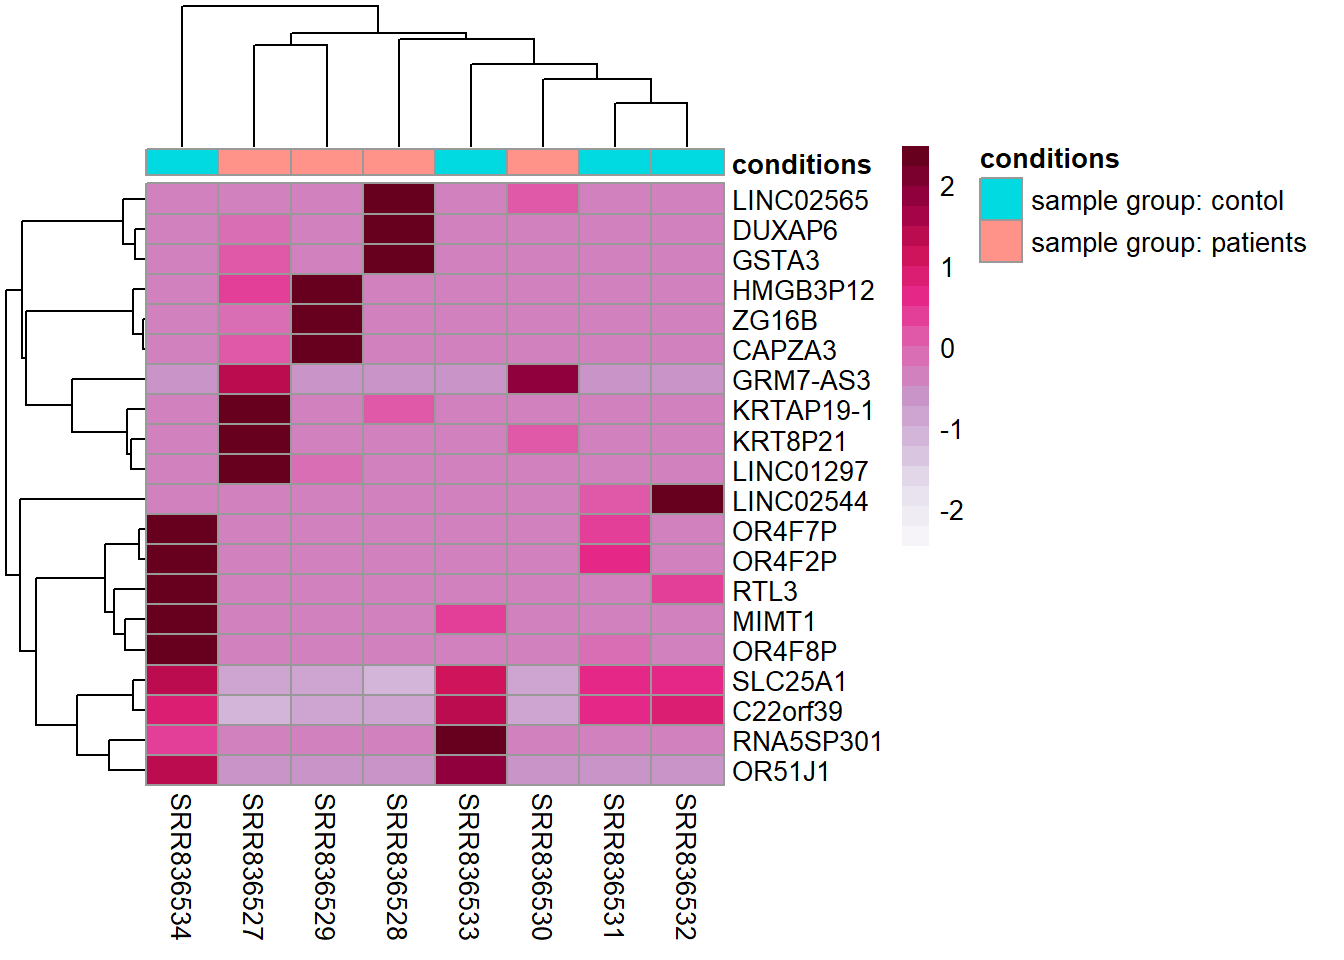 conditions
LINC02565
DUXAP6
GSTA3
HMGB3P12
ZG16B
CAPZA3
GRM7-AS3
KRTAP19-1
KRT8P21
LINC01297
LINC02544
OR4F7P
OR4F2P
RTL3
MIMT1
OR4F8P
SLC25A1
C22orf39
RNA5SP301
OR51J1
SRR836534
SRR836527
SRR836529
SRR836528
SRR836533
SRR836530
SRR836531
SRR836532
2
1
0
-1
-2
conditions
sample group: contol
sample group: patients